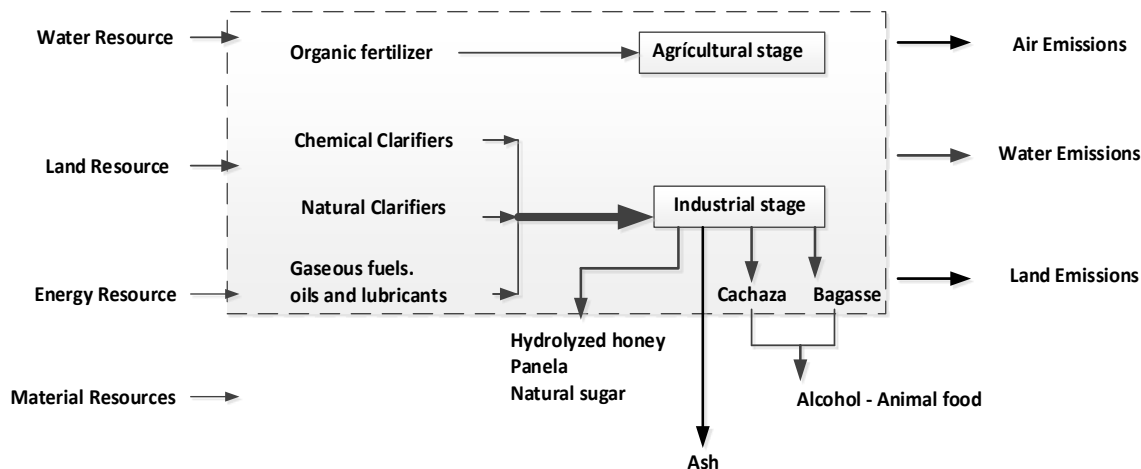 Water Resource
Organic fertilizer
Agrícultural stage
Air Emissions
Chemical Clarifiers
Land Resource
Water Emissions
Natural Clarifiers
Industrial stage
Gaseous fuels.
oils and lubricants
Energy Resource
Cachaza
Bagasse
Land Emissions
Hydrolyzed honey
Panela
Natural sugar
Material Resources
Alcohol - Animal food
Ash